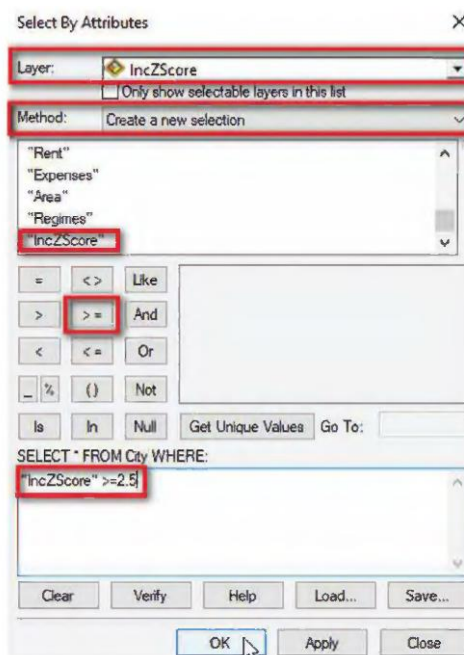 Select By Attributes
Layer: IncZScore
Only show selectable layers in this list
Method: Create a new selection
"Rent"
"Expenses"
"Area"
"Regimes"
"IncZScore"
= <> Like
> >= And
< <= Or
_ % () Not
Is In Null Get Unique Values Go To:
SELECT * FROM City WHERE:
"IncZScore" >=2.5
Clear Verify Help Load... Save...
OK Apply Close